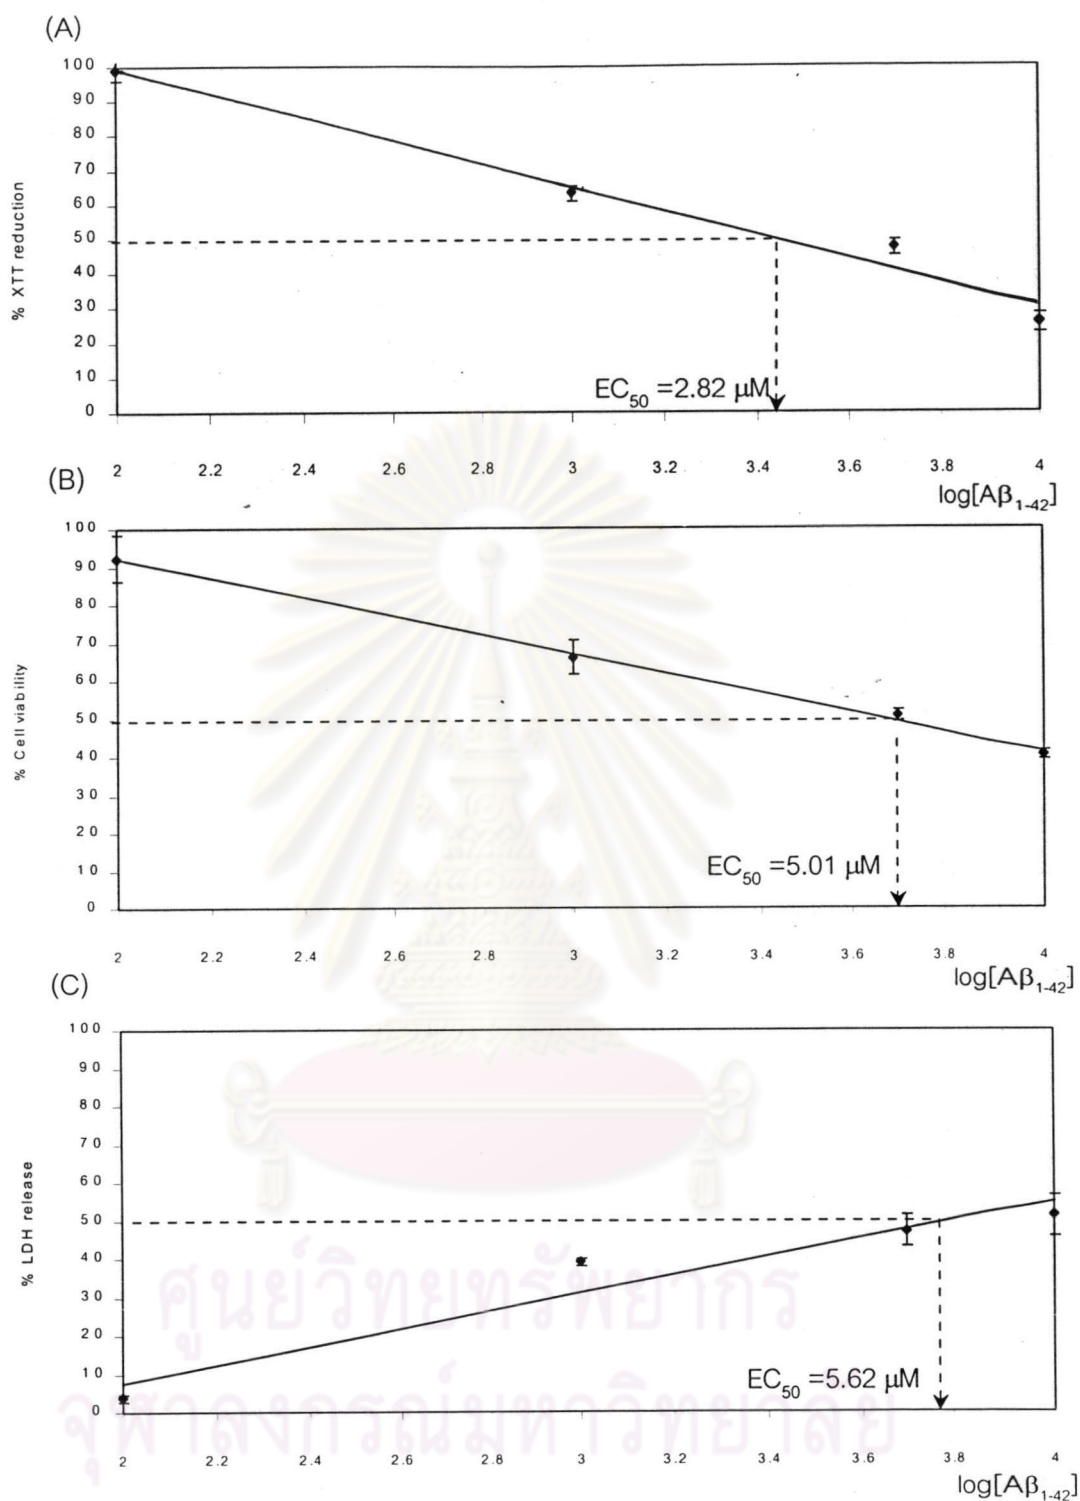 (A)
% XTT reduction
100
90
80
70
60
50
40
30
20
10
0
EC50 =2.82 μM
2 2.2 2.4 2.6 2.8 3 3.2 3.4 3.6 3.8 4
log[Aβ1-42]
(B)
% Cell viability
100
90
80
70
60
50
40
30
20
10
0
EC50 =5.01 μM
2 2.2 2.4 2.6 2.8 3 3.2 3.4 3.6 3.8 4
log[Aβ1-42]
(C)
% LDH release
100
90
80
70
60
50
40
30
20
10
0
EC50 =5.62 μM
2 2.2 2.4 2.6 2.8 3 3.2 3.4 3.6 3.8 4
log[Aβ1-42]
ศูนย์วิทยทรัพยากร
จุฬาลงกรณ์มหาวิทยาลัย